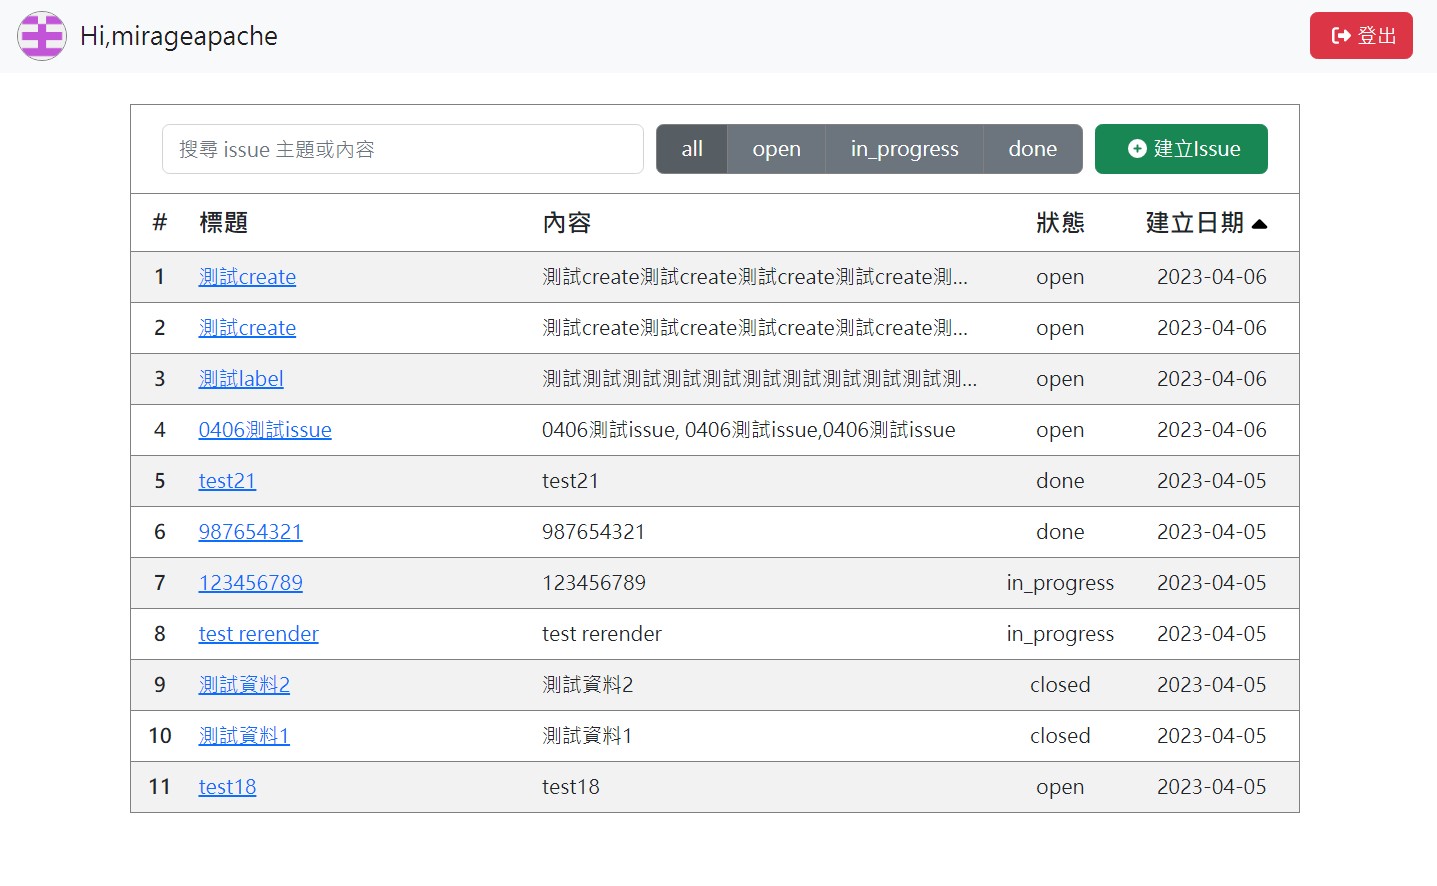 Hi,mirageapache
登出
搜尋 issue 主題或內容 all open in_progress done 建立Issue
# 標題 內容 狀態 建立日期
1 測試create 測試create測試create測試create測試create測... open 2023-04-06
2 測試create 測試create測試create測試create測試create測... open 2023-04-06
3 測試label 測試測試測試測試測試測試測試測試測試測試測... open 2023-04-06
4 0406測試issue 0406測試issue, 0406測試issue,0406測試issue open 2023-04-06
5 test21 test21 done 2023-04-05
6 987654321 987654321 done 2023-04-05
7 123456789 123456789 in_progress 2023-04-05
8 test rerender test rerender in_progress 2023-04-05
9 測試資料2 測試資料2 closed 2023-04-05
10 測試資料1 測試資料1 closed 2023-04-05
11 test18 test18 open 2023-04-05